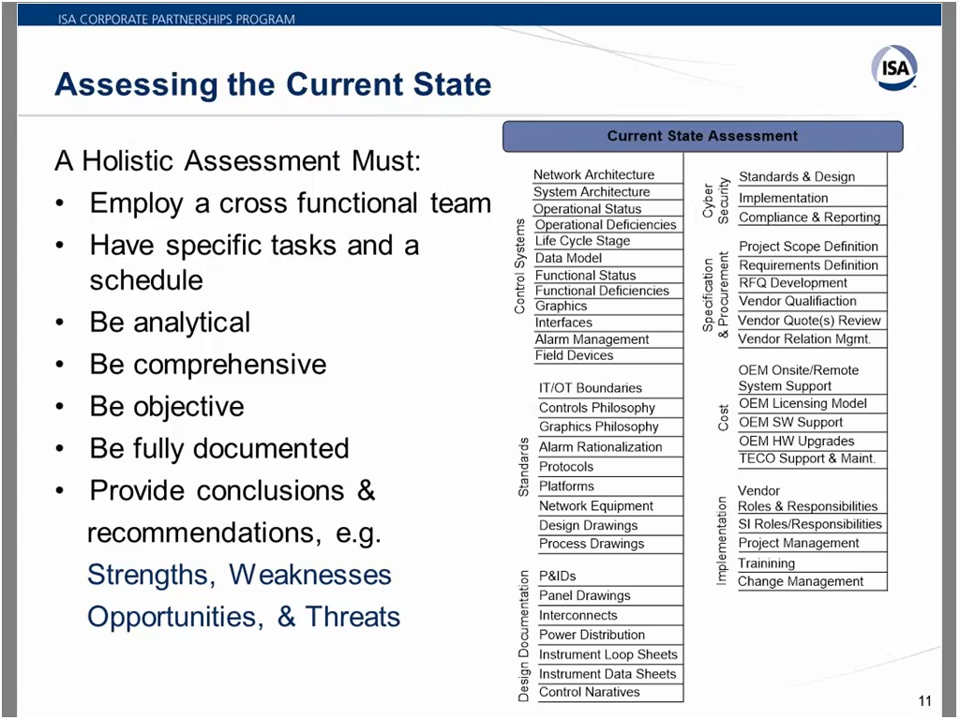 ISA CORPORATE PARTNERSHIPS PROGRAM
Assessing the Current State
ISA
A Holistic Assessment Must:
• Employ a cross functional team
• Have specific tasks and a
schedule
• Be analytical
• Be comprehensive
• Be objective
• Be fully documented
• Provide conclusions &
recommendations, e.g.
Strengths, Weaknesses
Opportunities, & Threats
Current State Assessment
Control Systems
Network Architecture
System Architecture
Operational Status
Operational Deficiencies
Life Cycle Stage
Data Model
Functional Status
Functional Deficiencies
Graphics
Interfaces
Alarm Management
Field Devices
Standards
IT/OT Boundaries
Controls Philosophy
Graphics Philosophy
Alarm Rationalization
Protocols
Platforms
Network Equipment
Design Drawings
Process Drawings
Design Documentation
P&IDs
Panel Drawings
Interconnects
Power Distribution
Instrument Loop Sheets
Instrument Data Sheets
Control Naratives
Cyber
Security
Standards & Design
Implementation
Compliance & Reporting
Specification
& Procurement
Project Scope Definition
Requirements Definition
RFQ Development
Vendor Qualifiaction
Vendor Quote(s) Review
Vendor Relation Mgmt.
Cost
OEM Onsite/Remote
System Support
OEM Licensing Model
OEM SW Support
OEM HW Upgrades
TECO Support & Maint.
Implementation
Vendor
Roles & Responsibilities
SI Roles/Responsibilities
Project Management
Trainining
Change Management
11